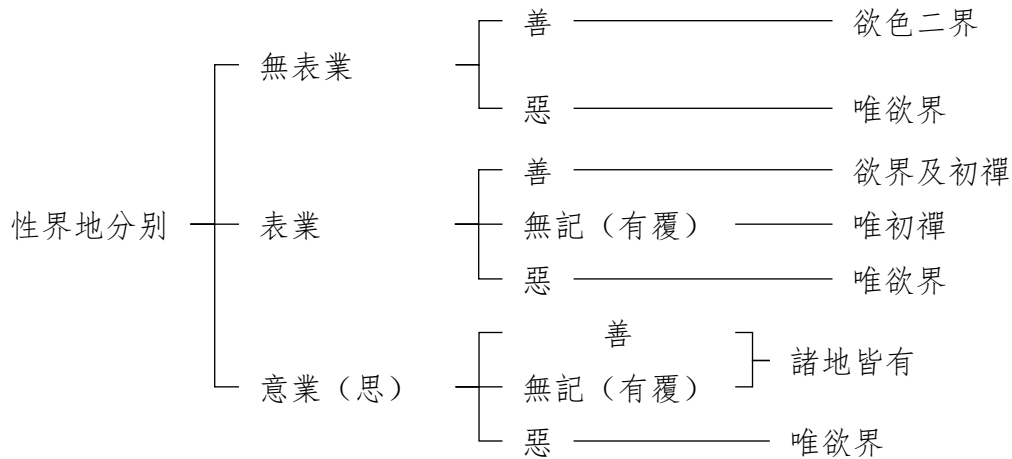 善 欲色二界
無表業
惡 唯欲界
善 欲界及初禪
性界地分別 表業 無記（有覆） 唯初禪
惡 唯欲界
善
諸地皆有
意業（思） 無記（有覆）
惡 唯欲界